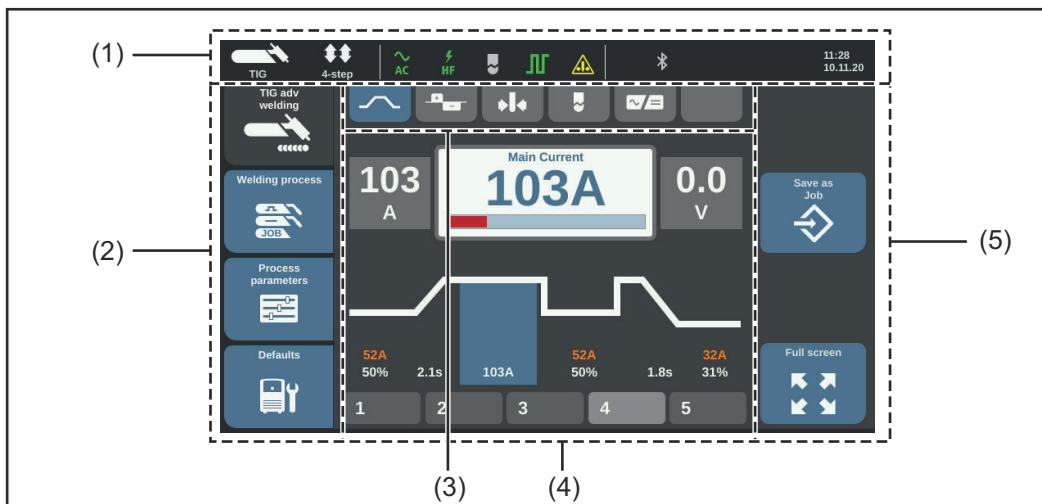 (1)
TIG
4-step
AC
HF
11:28
10.11.20
(2)
TIG adv
welding
Welding process
JOB
Process
parameters
Defaults
Main Current
103
A
103A
0.0
V
52A
50%
2.1s
103A
52A
50%
1.8s
32A
31%
1
2
3
4
5
Save as
Job
Full screen
(5)
(3)
(4)